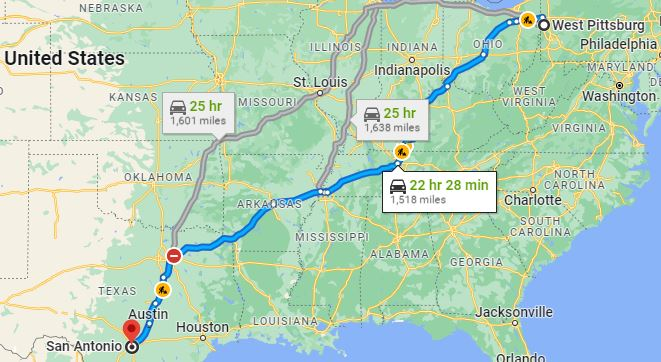 NEBRASKA
West Pittsburg
ILLINOIS
INDIANA
OHIO
Philadelphia
United States
Indianapolis
MARYLAND
St. Louis
KANSAS
WEST
VIRGINIA
Washington
25 hr
1,601 miles
MISSOURI
25 hr
1,638 miles
VIRGINIA
OKLAHOMA
22 hr 28 min
1,518 miles
NORTH
CAROLINA
ARKANSAS
Charlotte
SOUTH
CAROLINA
MISSISSIPPI
ALABAMA
GEORGIA
TEXAS
Austin
Houston
LOUISIANA
Jacksonville
San Antonio
Orlando